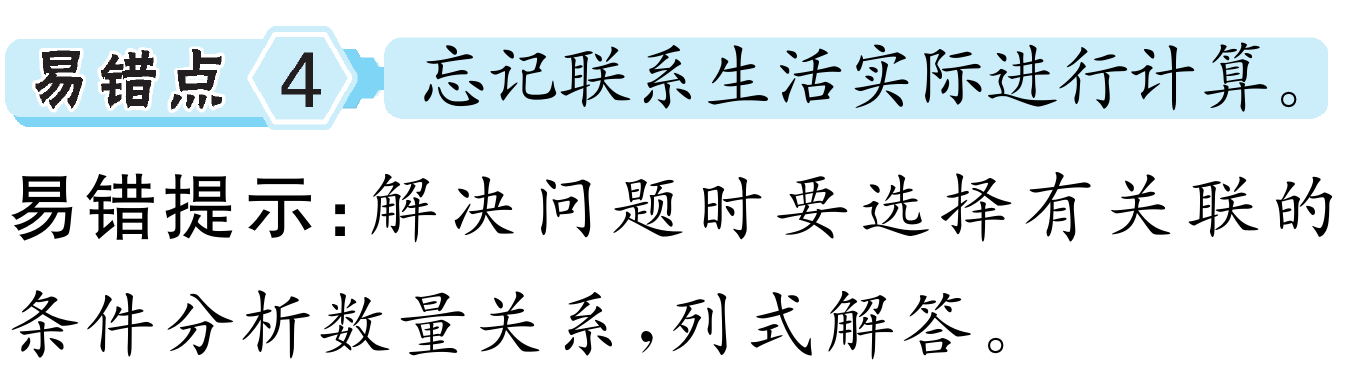 易错点 4 忘记联系生活实际进行计算。
易错提示:解决问题时要选择有关联的
条件分析数量关系,列式解答。